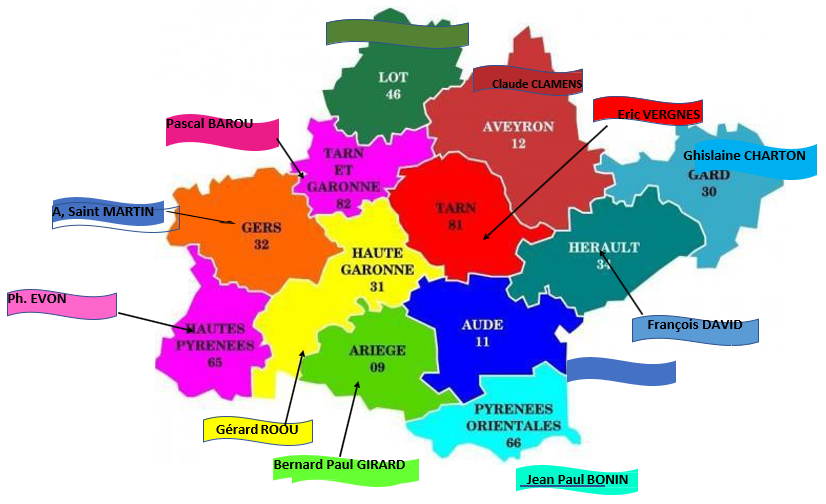 LOT
46
Claude CLAMENS
Eric VERGNES
Pascal BAROU
AVEYRON
12
Ghislaine CHARTON
GARD
30
TARN
ET
GARONNE
82
A, Saint MARTIN
GERS
32
TARN
81
HERAULT
34
HAUTE
GARONNE
31
Ph. EVON
HAUTES
PYRENEES
65
François DAVID
AUDE
11
ARIEGE
09
PYRENEES
ORIENTALES
66
Gérard ROOU
Bernard Paul GIRARD
Jean Paul BONIN